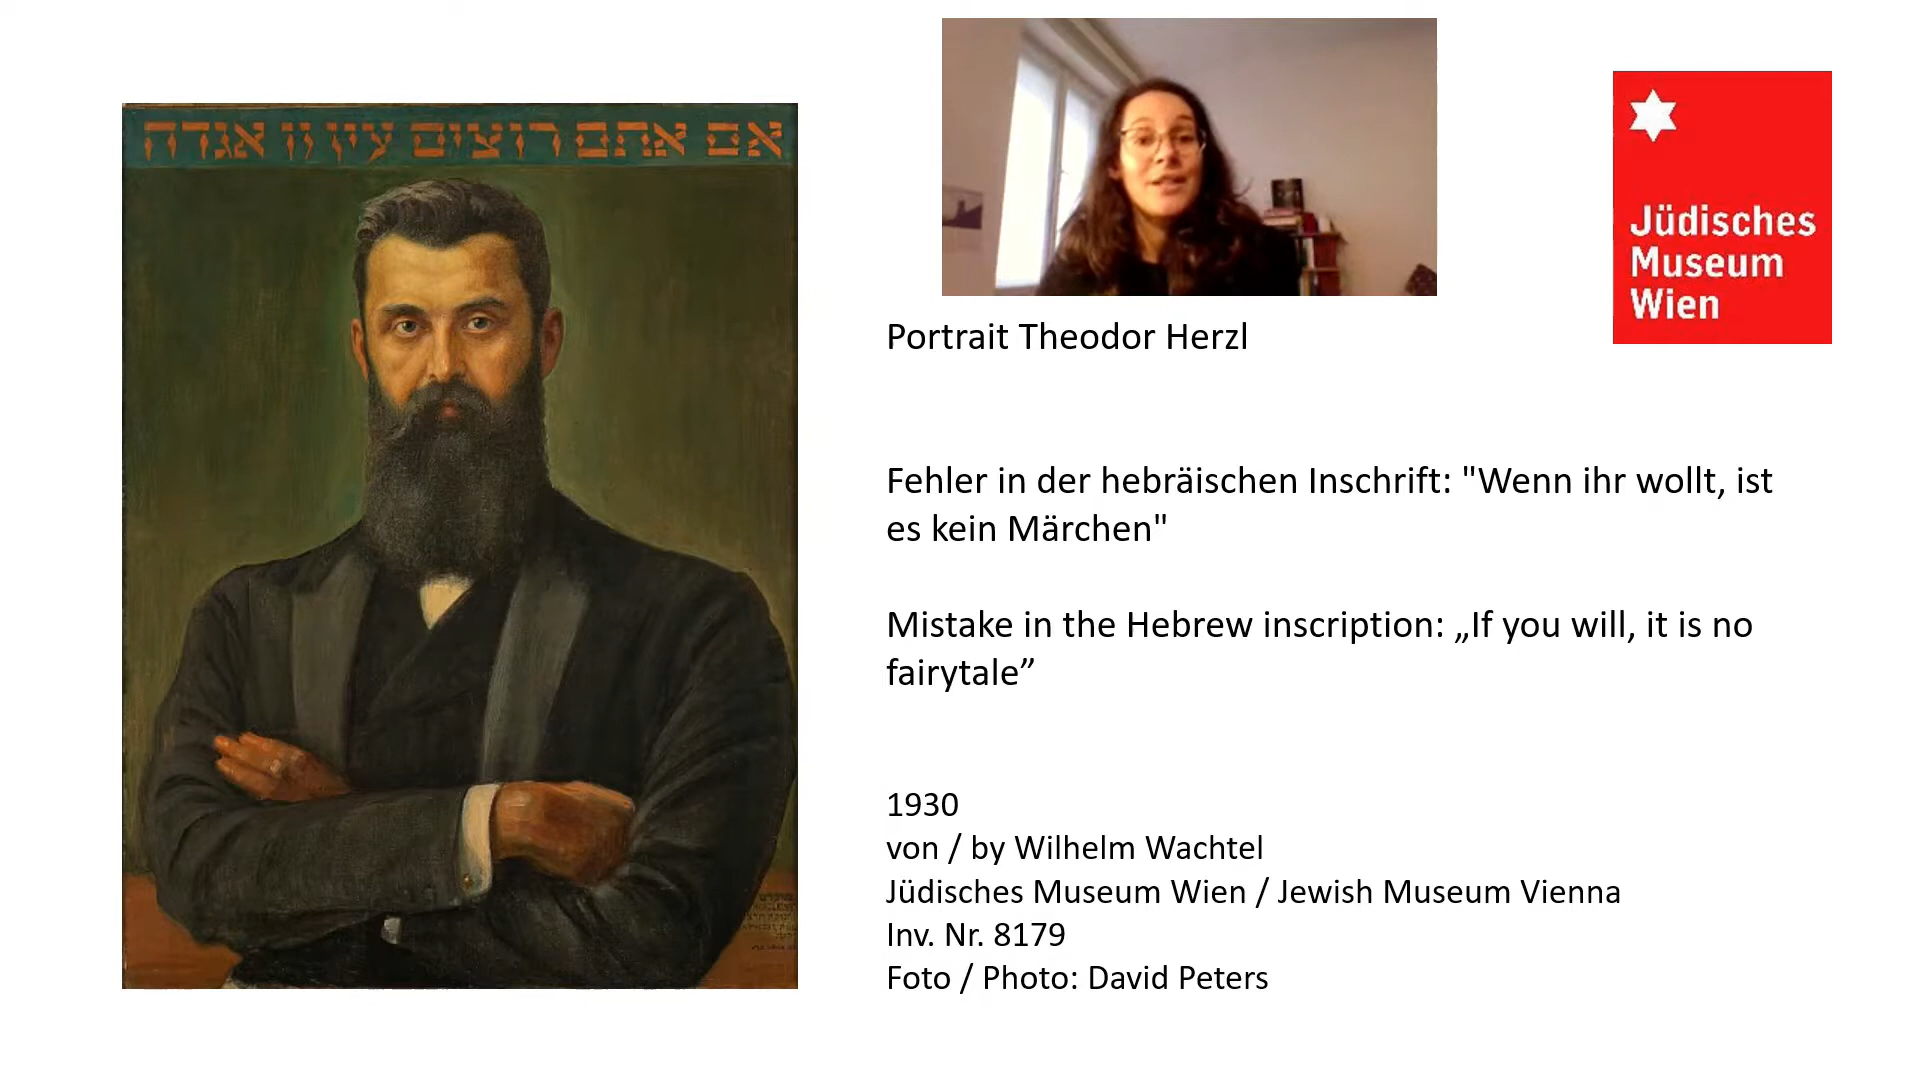 אם אתם רוצים עין זו אגדה
Jüdisches
Museum
Wien
Portrait Theodor Herzl
Fehler in der hebräischen Inschrift: "Wenn ihr wollt, ist
es kein Märchen"
Mistake in the Hebrew inscription: „If you will, it is no
fairytale”
1930
von / by Wilhelm Wachtel
Jüdisches Museum Wien / Jewish Museum Vienna
Inv. Nr. 8179
Foto / Photo: David Peters